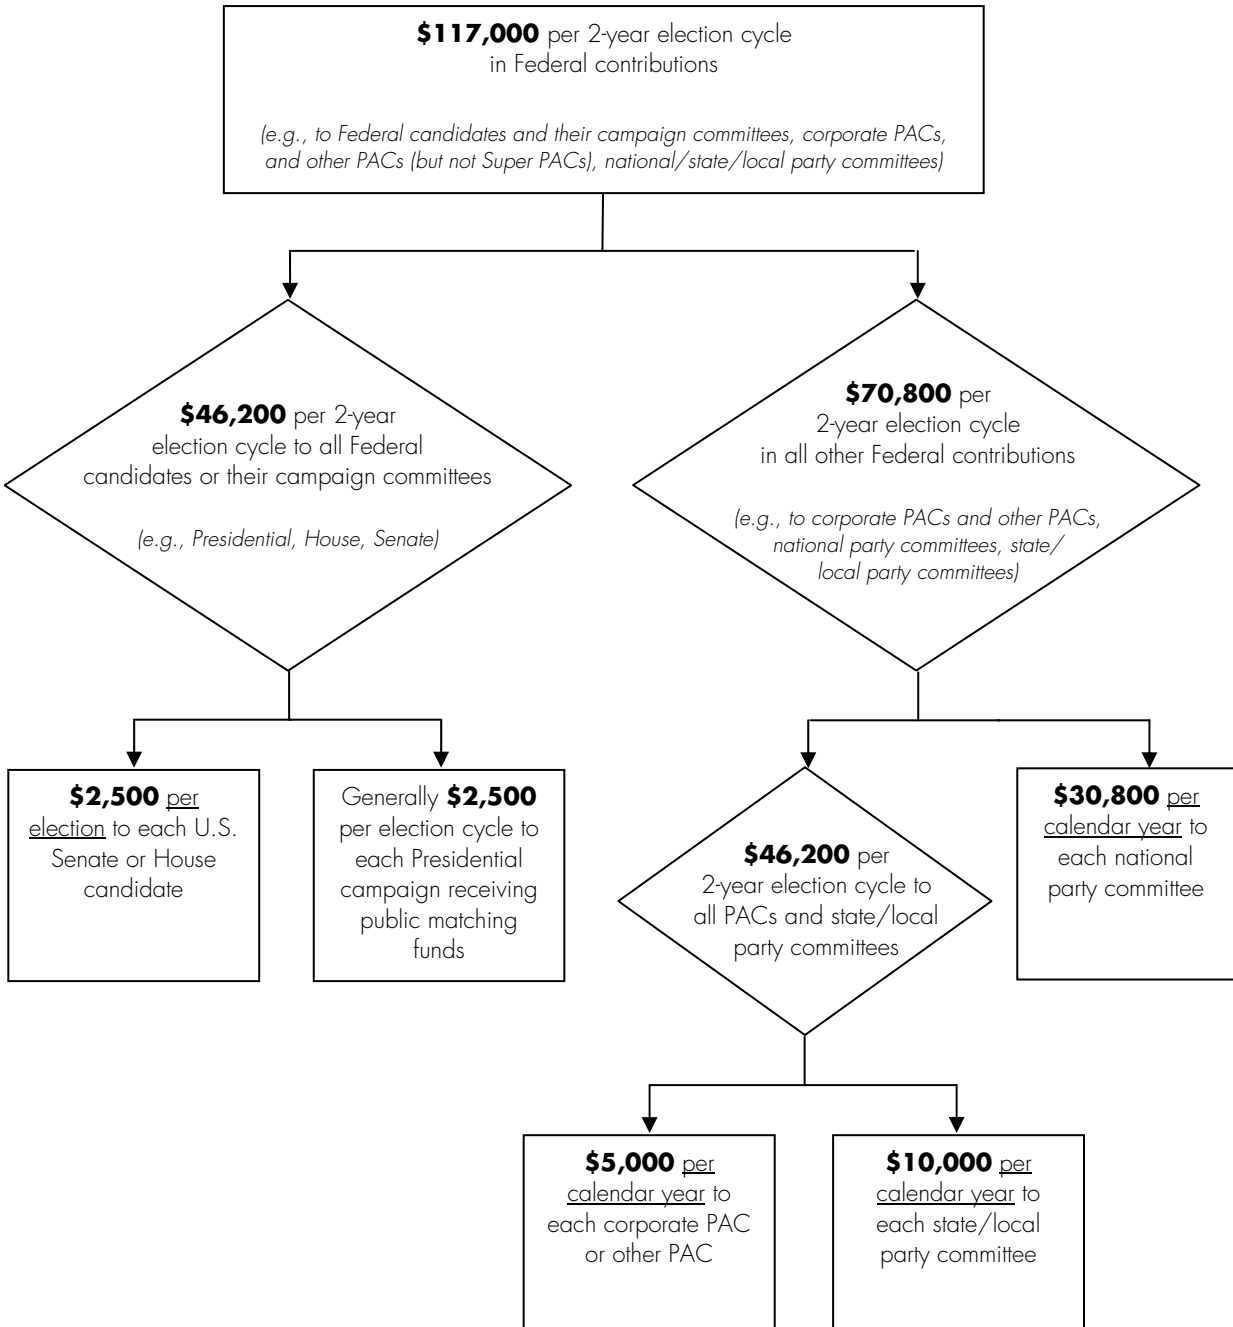 $117,000 per 2-year election cycle
in Federal contributions
(e.g., to Federal candidates and their campaign committees, corporate PACs,
and other PACs (but not Super PACs), national/state/local party committees)
$46,200 per 2-year
election cycle to all Federal
candidates or their campaign committees
(e.g., Presidential, House, Senate)
$70,800 per
2-year election cycle
in all other Federal contributions
(e.g., to corporate PACs and other PACs,
national party committees, state/
local party committees)
$2,500 per
election to each U.S.
Senate or House
candidate
Generally $2,500
per election cycle to
each Presidential
campaign receiving
public matching
funds
$46,200 per
2-year election cycle to
all PACs and state/local
party committees
$30,800 per
calendar year to
each national
party committee
$5,000 per
calendar year to
each corporate PAC
or other PAC
$10,000 per
calendar year to
each state/local
party committee